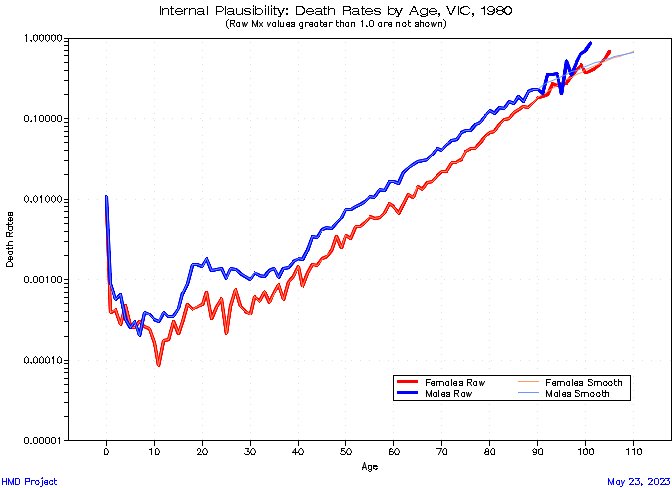 Internal Plausibility: Death Rates by Age, VIC, 1980
(Raw Mx values greater than 1.0 are not shown)
1.00000
0.10000
0.01000
0.00100
0.00010
0.00001
Death Rates
Females Raw
Females Smooth
Males Raw
Males Smooth
0 10 20 30 40 50 60 70 80 90 100 110
Age
HMD Project
May 23, 2023